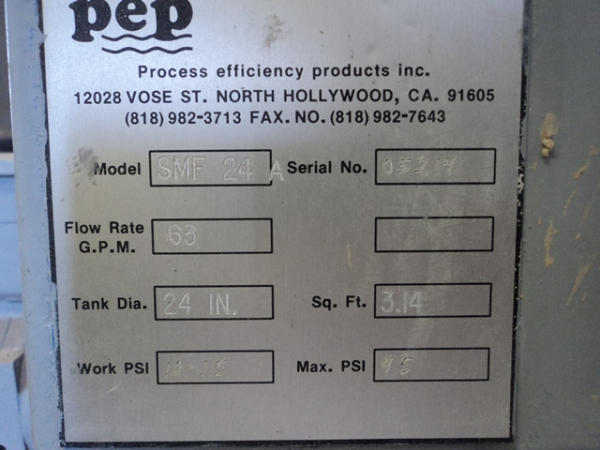 pep
Process efficiency products inc.
12028 VOSE ST. NORTH HOLLYWOOD, CA. 91605
(818) 982-3713 FAX. NO. (818) 982-7643
Model SMF 24 A Serial No.
Flow Rate G.P.M. 63
Tank Dia. 24 IN. Sq. Ft. 3.14
Work PSI 10-15 Max. PSI